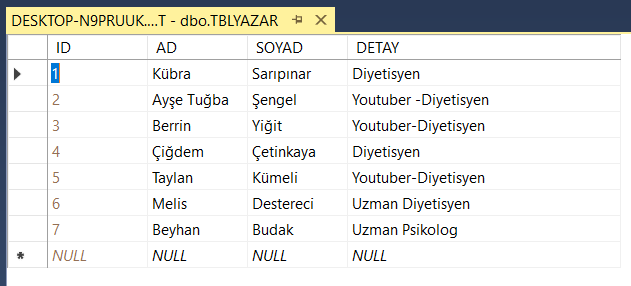 DESKTOP-N9PRUUK....T - dbo.TBLYAZAR
ID AD SOYAD DETAY
1 Kübra Sarıpınar Diyetisyen
2 Ayşe Tuğba Şengel Youtuber -Diyetisyen
3 Berrin Yiğit Youtuber-Diyetisyen
4 Çiğdem Çetinkaya Diyetisyen
5 Taylan Kümeli Youtuber-Diyetisyen
6 Melis Destereci Uzman Diyetisyen
7 Beyhan Budak Uzman Psikolog
NULL NULL NULL NULL